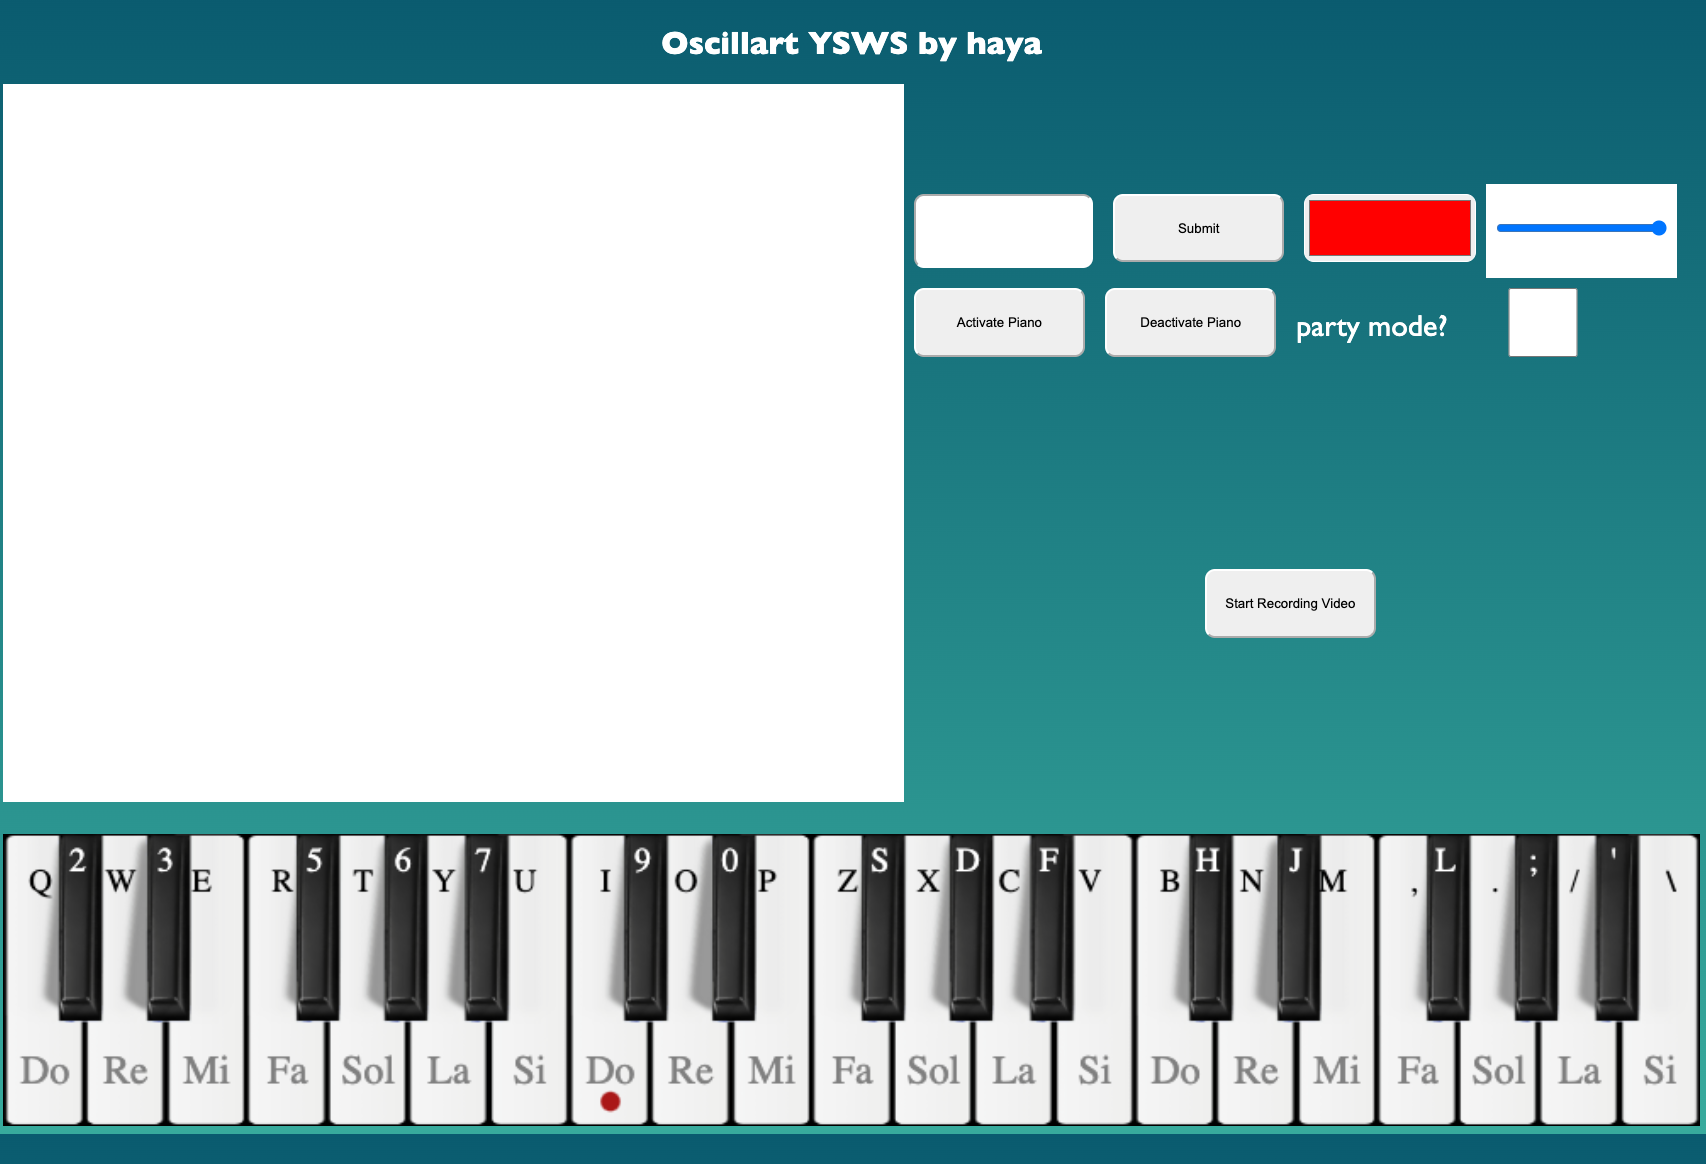 Oscillart YSWS by haya
Submit
Activate Piano Deactivate Piano party mode?
Start Recording Video
2 3 5 6 7 9 0 S D F H J L ; '
Q W E R T Y U I O P Z X C V B N M , . / \
Do Re Mi Fa Sol La Si Do Re Mi Fa Sol La Si Do Re Mi Fa Sol La Si